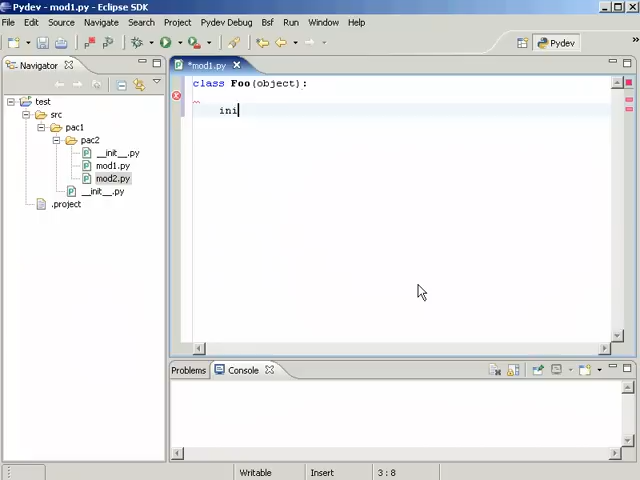 Pydev - mod1.py - Eclipse SDK
File Edit Source Navigate Search Project Pydev Debug Bsf Run Window Help
» Pydev »
Navigator
*mod1.py
test
src
pac1
pac2
__init__.py
mod1.py
mod2.py
__init__.py
.project
class Foo(object):
ini
Problems Console
Writable Insert 3 : 8